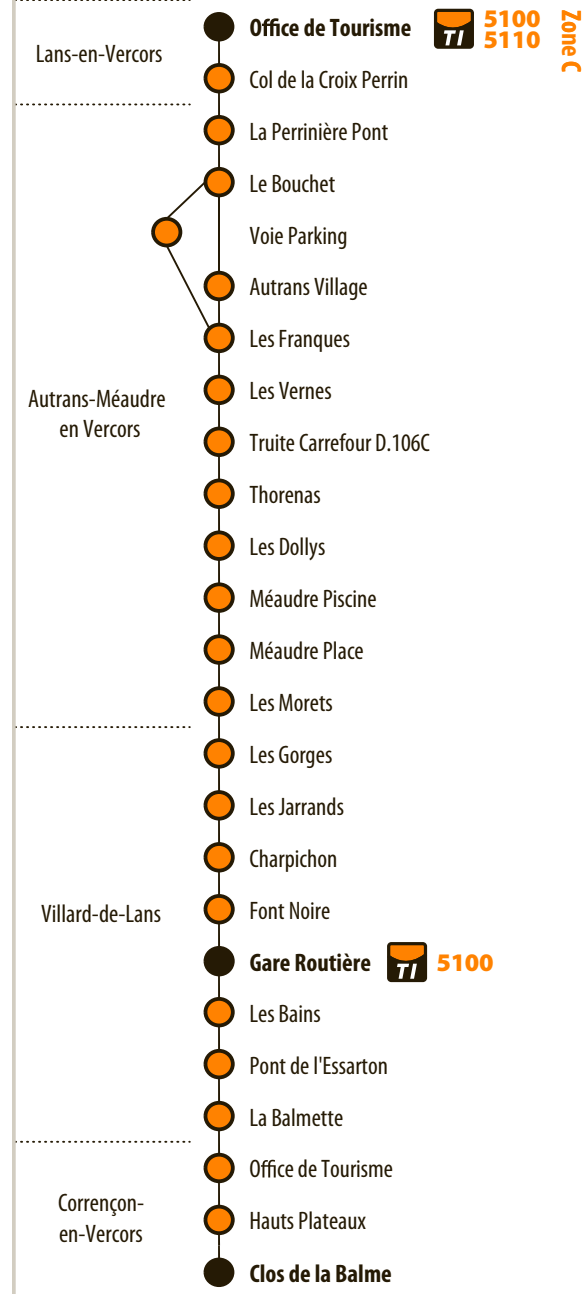 Lans-en-Vercors
Office de Tourisme TI 5100
5110
Zone C
Col de la Croix Perrin
Autrans-Méaudre
en Vercors
La Perrinière Pont
Le Bouchet
Voie Parking
Autrans Village
Les Franques
Les Vernes
Truite Carrefour D.106C
Thorenas
Les Dollys
Méaudre Piscine
Méaudre Place
Les Morets
Villard-de-Lans
Les Gorges
Les Jarrands
Charpichon
Font Noire
Gare Routière TI 5100
Les Bains
Pont de l'Essarton
La Balmette
Corrençon-
en-Vercors
Office de Tourisme
Hauts Plateaux
Clos de la Balme